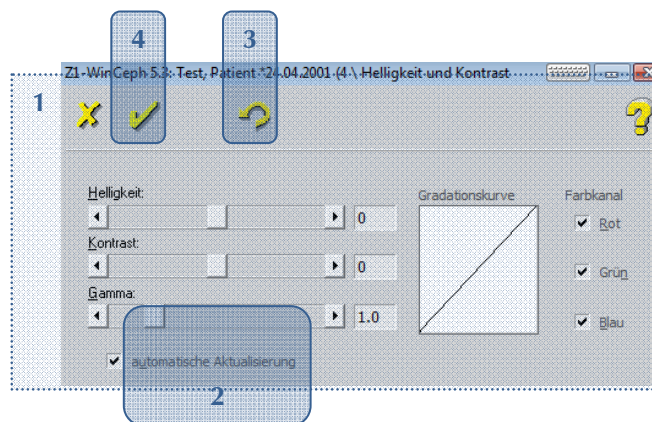 4
3
Z1-WinCeph 5.3: Test, Patient *24.04.2001 (4 \ Helligkeit und Kontrast
1
Helligkeit:
0
Kontrast:
0
Gamma:
1.0
automatische Aktualisierung
Gradationskurve
Farbkanal
Rot
Grün
Blau
2